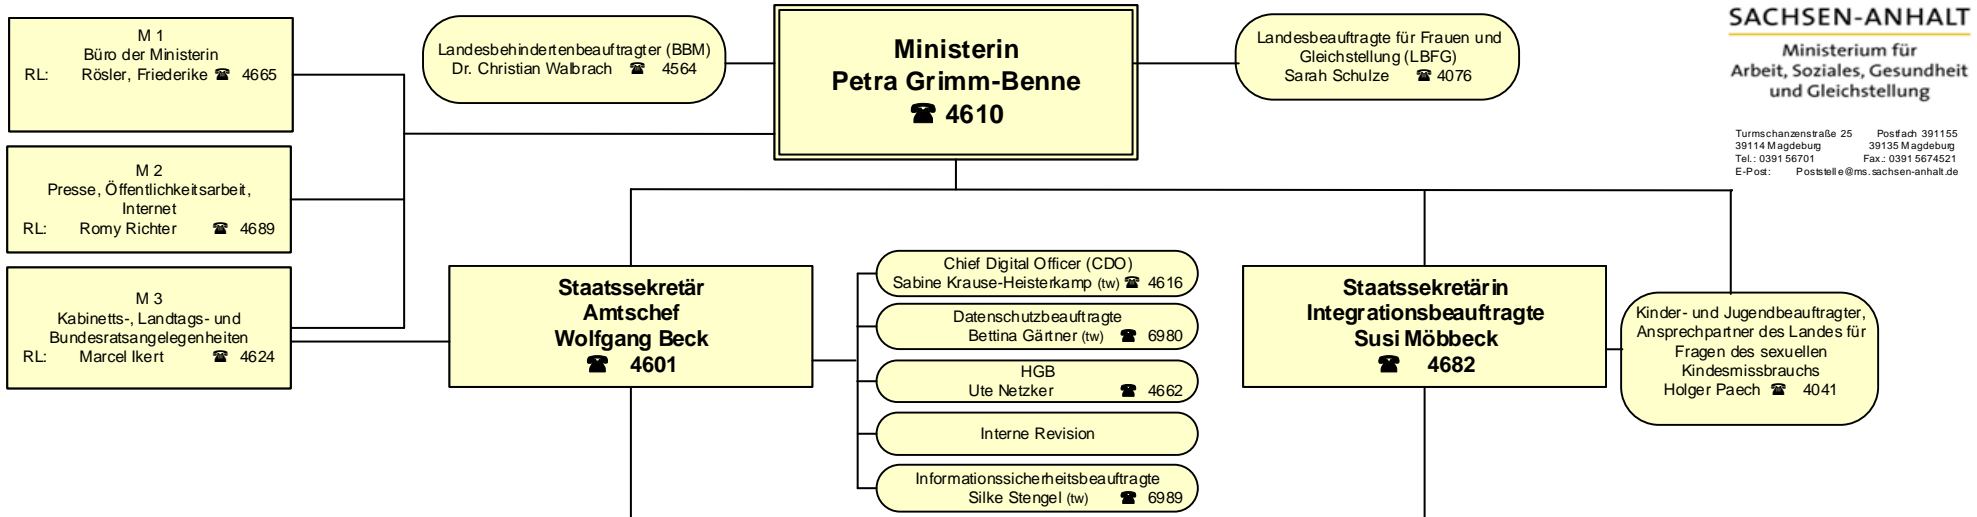 M 1
Büro der Ministerin
RL: Rösler, Friederike ☎ 4665
Landesbehindertenbeauftragter (BBM)
Dr. Christian Walbrach ☎ 4564
Ministerin
Petra Grimm-Benne
☎ 4610
Landesbeauftragte für Frauen und
Gleichstellung (LBFG)
Sarah Schulze ☎ 4076
SACHSEN-ANHALT
Ministerium für
Arbeit, Soziales, Gesundheit
und Gleichstellung
Turmschanzenstraße 25 Postfach 391155
39114 Magdeburg 39135 Magdeburg
Tel.: 0391 56701 Fax.: 0391 5674521
E-Post: Poststelle@ms.sachsen-anhalt.de
M 2
Presse, Öffentlichkeitsarbeit,
Internet
RL: Romy Richter ☎ 4689
M 3
Kabinetts-, Landtags- und
Bundesratsangelegenheiten
RL: Marcel Ikert ☎ 4624
Staatssekretär
Amtschef
Wolfgang Beck
☎ 4601
Chief Digital Officer (CDO)
Sabine Krause-Heisterkamp (tw) ☎ 4616
Datenschutzbeauftragte
Bettina Gärtner (tw) ☎ 6980
HGB
Ute Netzker ☎ 4662
Interne Revision
Informationssicherheitsbeauftragte
Silke Stengel (tw) ☎ 6989
Staatssekretärin
Integrationsbeauftragte
Susi Möbbeck
☎ 4682
Kinder- und Jugendbeauftragter,
Ansprechpartner des Landes für
Fragen des sexuellen
Kindesmissbrauchs
Holger Paech ☎ 4041